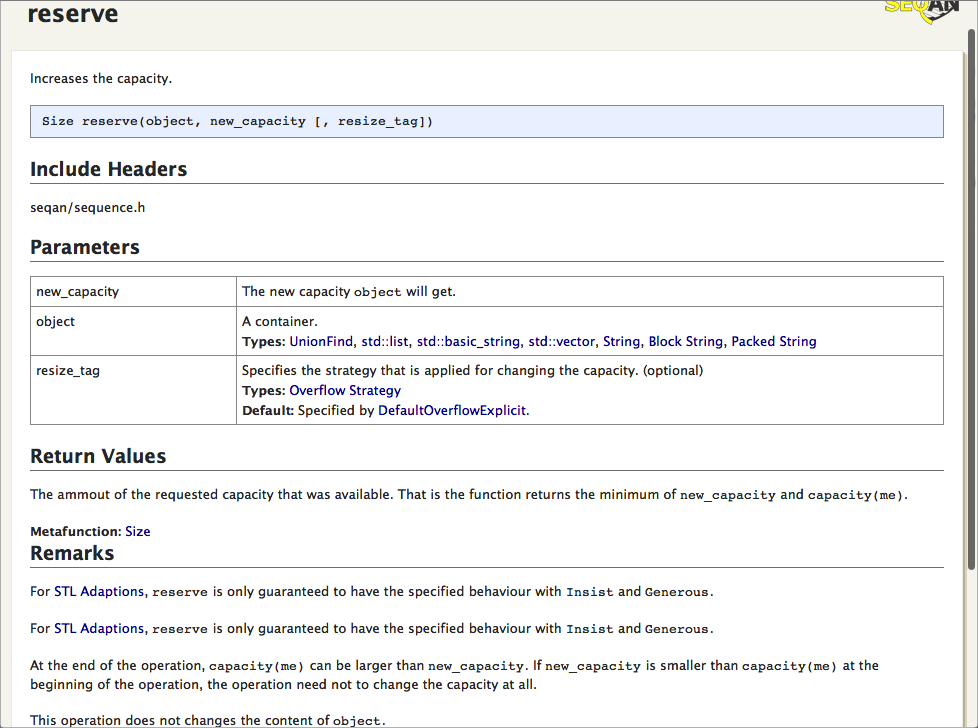 reserve
SEQAN
Increases the capacity.
Size reserve(object, new_capacity [, resize_tag])
Include Headers
seqan/sequence.h
Parameters
new_capacity The new capacity object will get.
object A container.
Types: UnionFind, std::list, std::basic_string, std::vector, String, Block String, Packed String
resize_tag Specifies the strategy that is applied for changing the capacity. (optional)
Types: Overflow Strategy
Default: Specified by DefaultOverflowExplicit.
Return Values
The ammout of the requested capacity that was available. That is the function returns the minimum of new_capacity and capacity(me).
Metafunction: Size
Remarks
For STL Adaptions, reserve is only guaranteed to have the specified behaviour with Insist and Generous.
For STL Adaptions, reserve is only guaranteed to have the specified behaviour with Insist and Generous.
At the end of the operation, capacity(me) can be larger than new_capacity. If new_capacity is smaller than capacity(me) at the
beginning of the operation, the operation need not to change the capacity at all.
This operation does not changes the content of object.